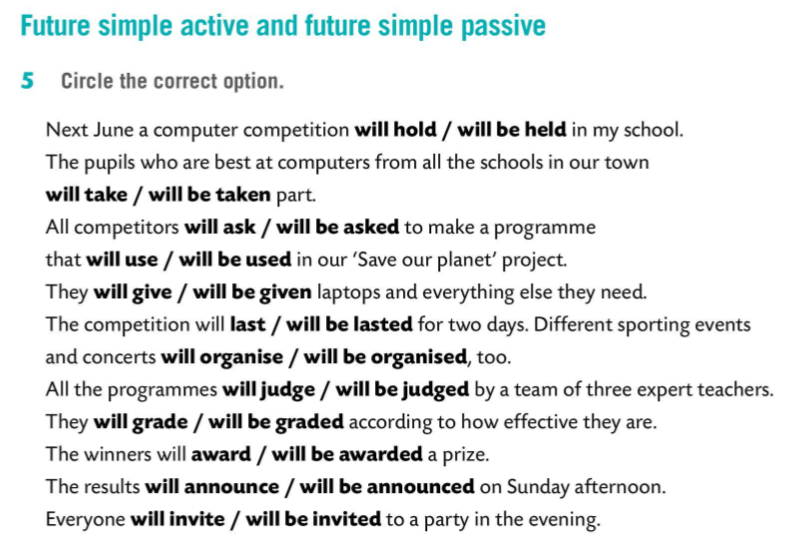 Future simple active and future simple passive
5 Circle the correct option.
Next June a computer competition will hold / will be held in my school.
The pupils who are best at computers from all the schools in our town
will take / will be taken part.
All competitors will ask / will be asked to make a programme
that will use / will be used in our ‘Save our planet’ project.
They will give / will be given laptops and everything else they need.
The competition will last / will be lasted for two days. Different sporting events
and concerts will organise / will be organised, too.
All the programmes will judge / will be judged by a team of three expert teachers.
They will grade / will be graded according to how effective they are.
The winners will award / will be awarded a prize.
The results will announce / will be announced on Sunday afternoon.
Everyone will invite / will be invited to a party in the evening.